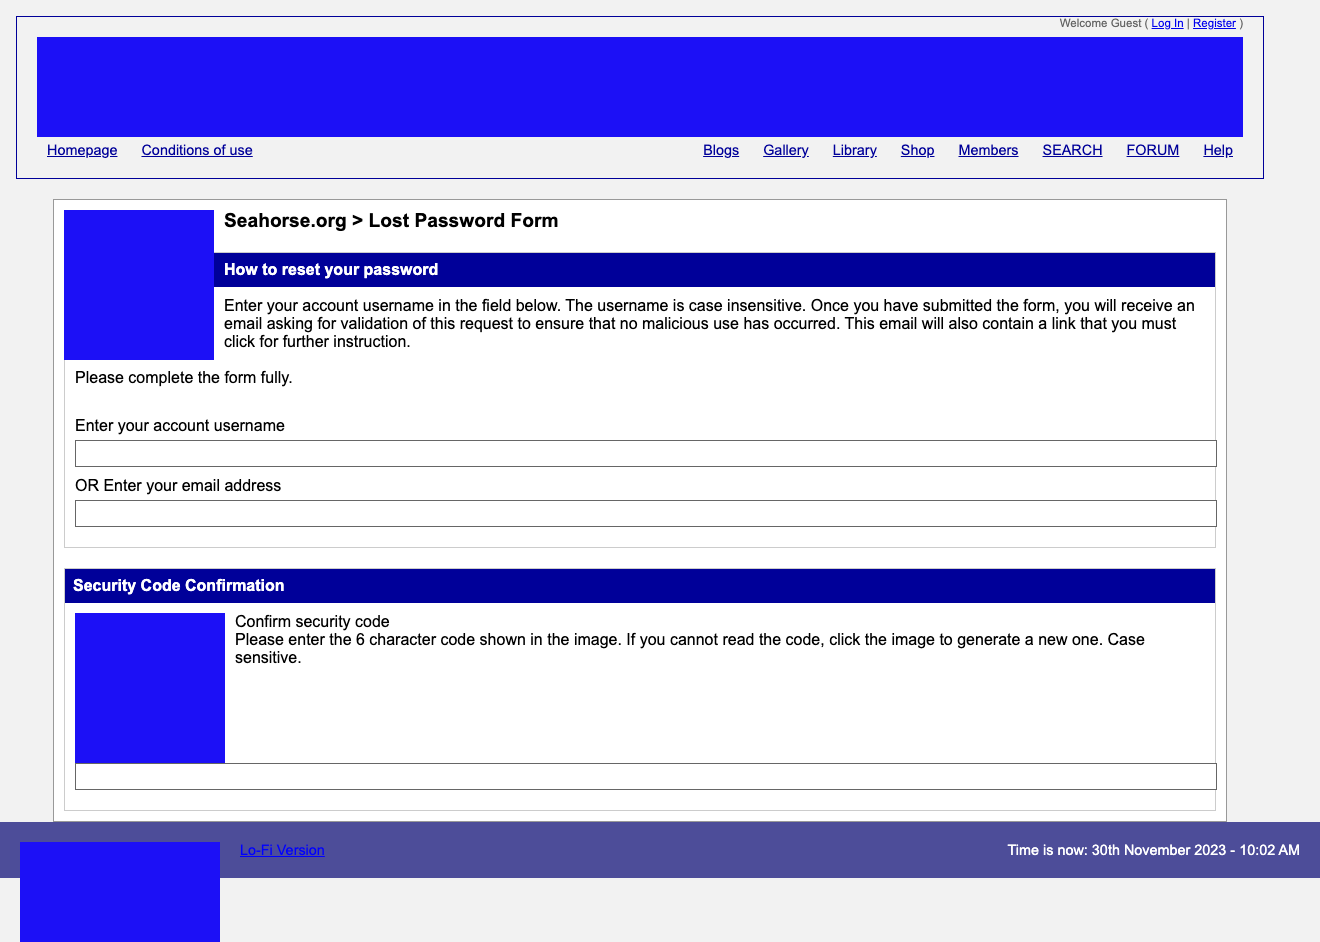 Welcome Guest ( Log In | Register )
Homepage Conditions of use Blogs Gallery Library Shop Members SEARCH FORUM Help
Seahorse.org > Lost Password Form
How to reset your password
Enter your account username in the field below. The username is case insensitive. Once you have submitted the form, you will receive an
email asking for validation of this request to ensure that no malicious use has occurred. This email will also contain a link that you must
click for further instruction.
Please complete the form fully.
Enter your account username
OR Enter your email address
Security Code Confirmation
Confirm security code
Please enter the 6 character code shown in the image. If you cannot read the code, click the image to generate a new one. Case
sensitive.
Lo-Fi Version Time is now: 30th November 2023 - 10:02 AM